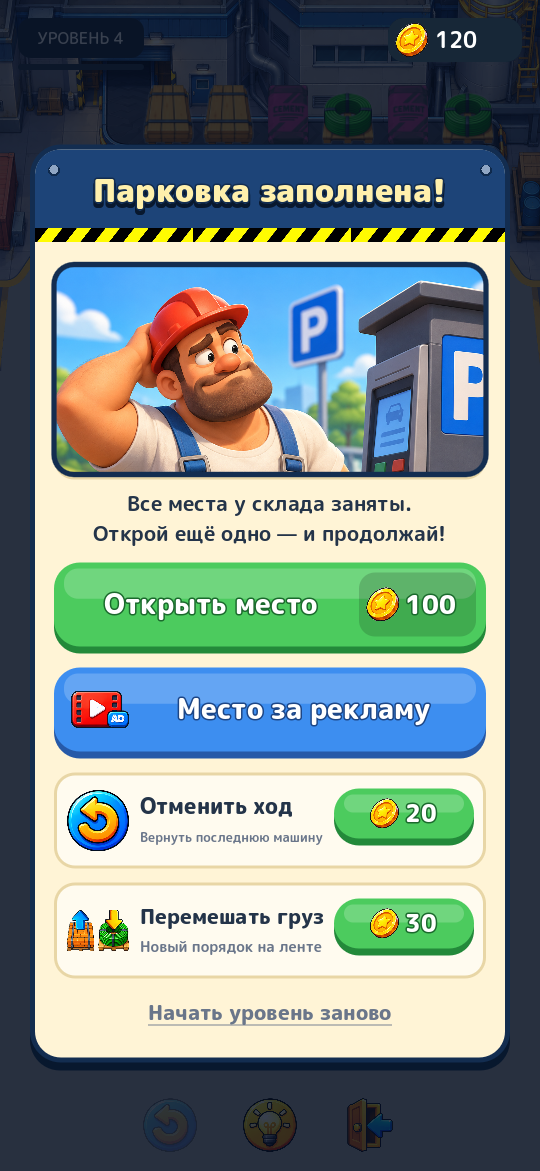 УРОВЕНЬ 4
120
Парковка заполнена!
P
P
Все места у склада заняты.
Открой ещё одно — и продолжай!
Открыть место
100
AD
Место за рекламу
Отменить ход
Вернуть последнюю машину
20
Перемешать груз
Новый порядок на ленте
30
Начать уровень заново